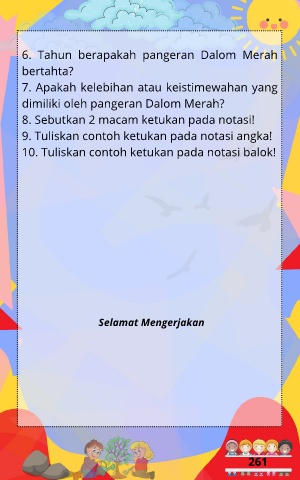 6. Tahun berapakah pangeran Dalom Merah
bertahta?
7. Apakah kelebihan atau keistimewahan yang
dimiliki oleh pangeran Dalom Merah?
8. Sebutkan 2 macam ketukan pada notasi!
9. Tuliskan contoh ketukan pada notasi angka!
10. Tuliskan contoh ketukan pada notasi balok!
Selamat Mengerjakan
261